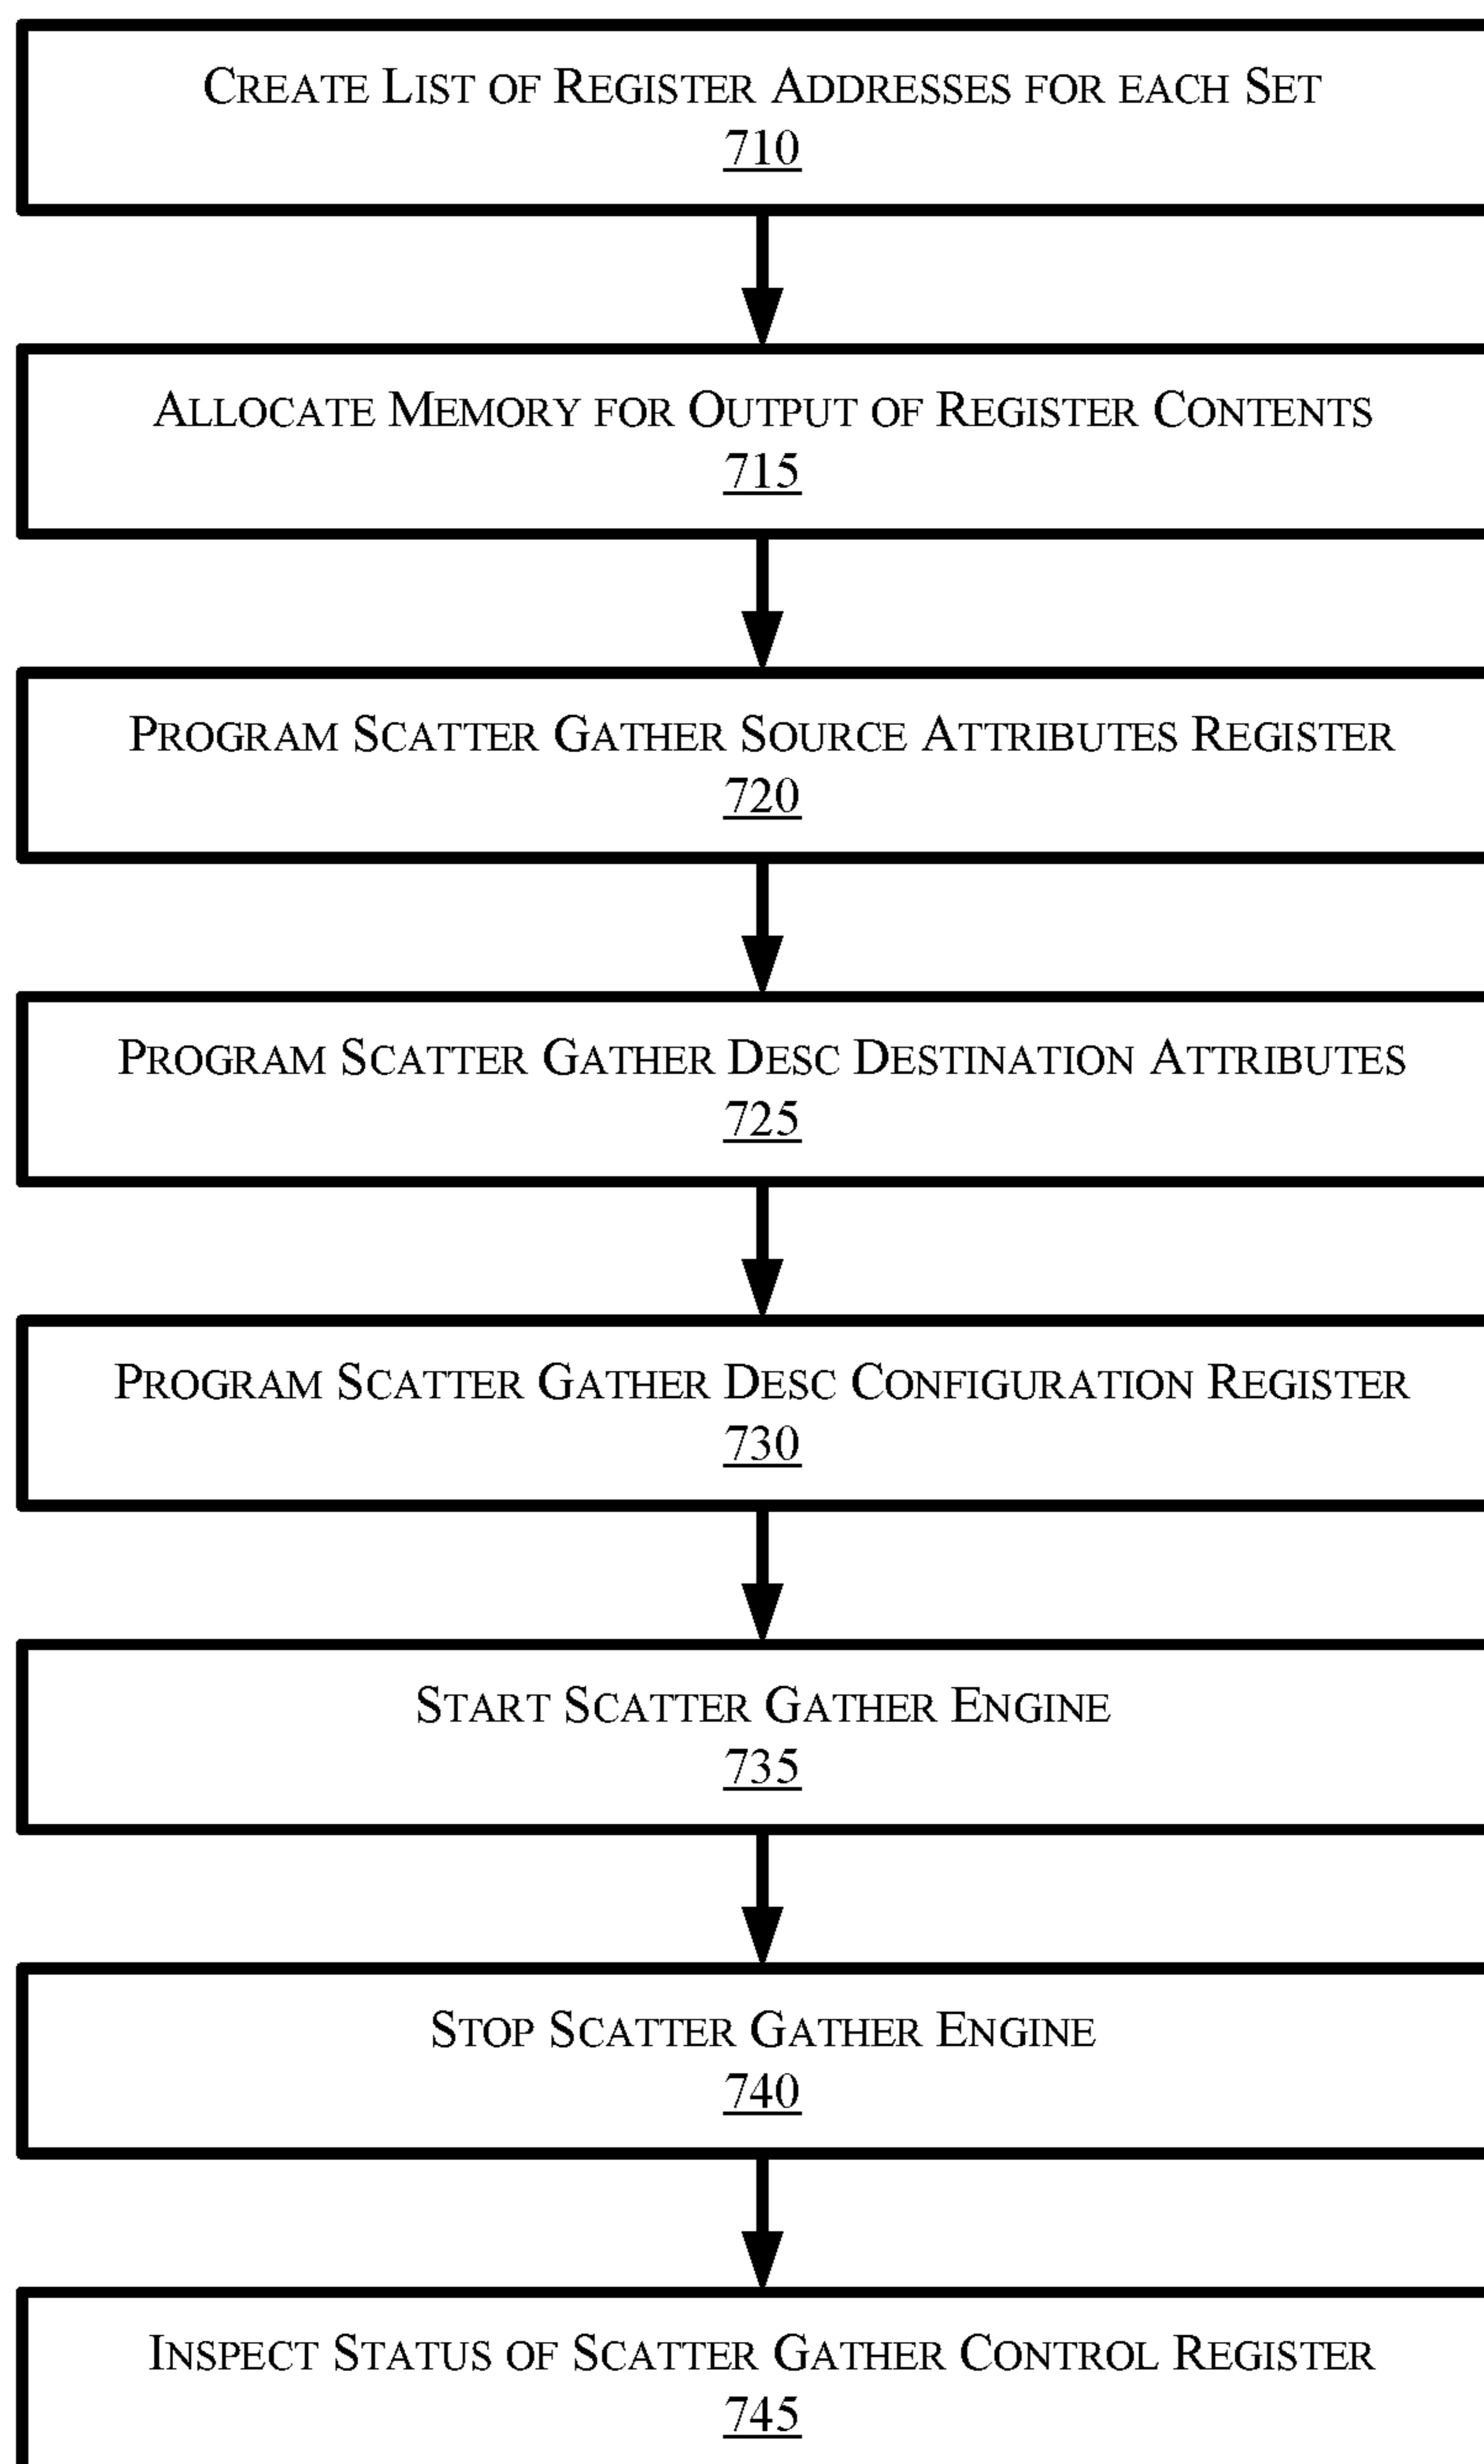 CREATE LIST OF REGISTER ADDRESSES FOR EACH SET
710
ALLOCATE MEMORY FOR OUTPUT OF REGISTER CONTENTS
715
PROGRAM SCATTER GATHER SOURCE ATTRIBUTES REGISTER
720
PROGRAM SCATTER GATHER DESC DESTINATION ATTRIBUTES
725
PROGRAM SCATTER GATHER DESC CONFIGURATION REGISTER
730
START SCATTER GATHER ENGINE
735
STOP SCATTER GATHER ENGINE
740
INSPECT STATUS OF SCATTER GATHER CONTROL REGISTER
745